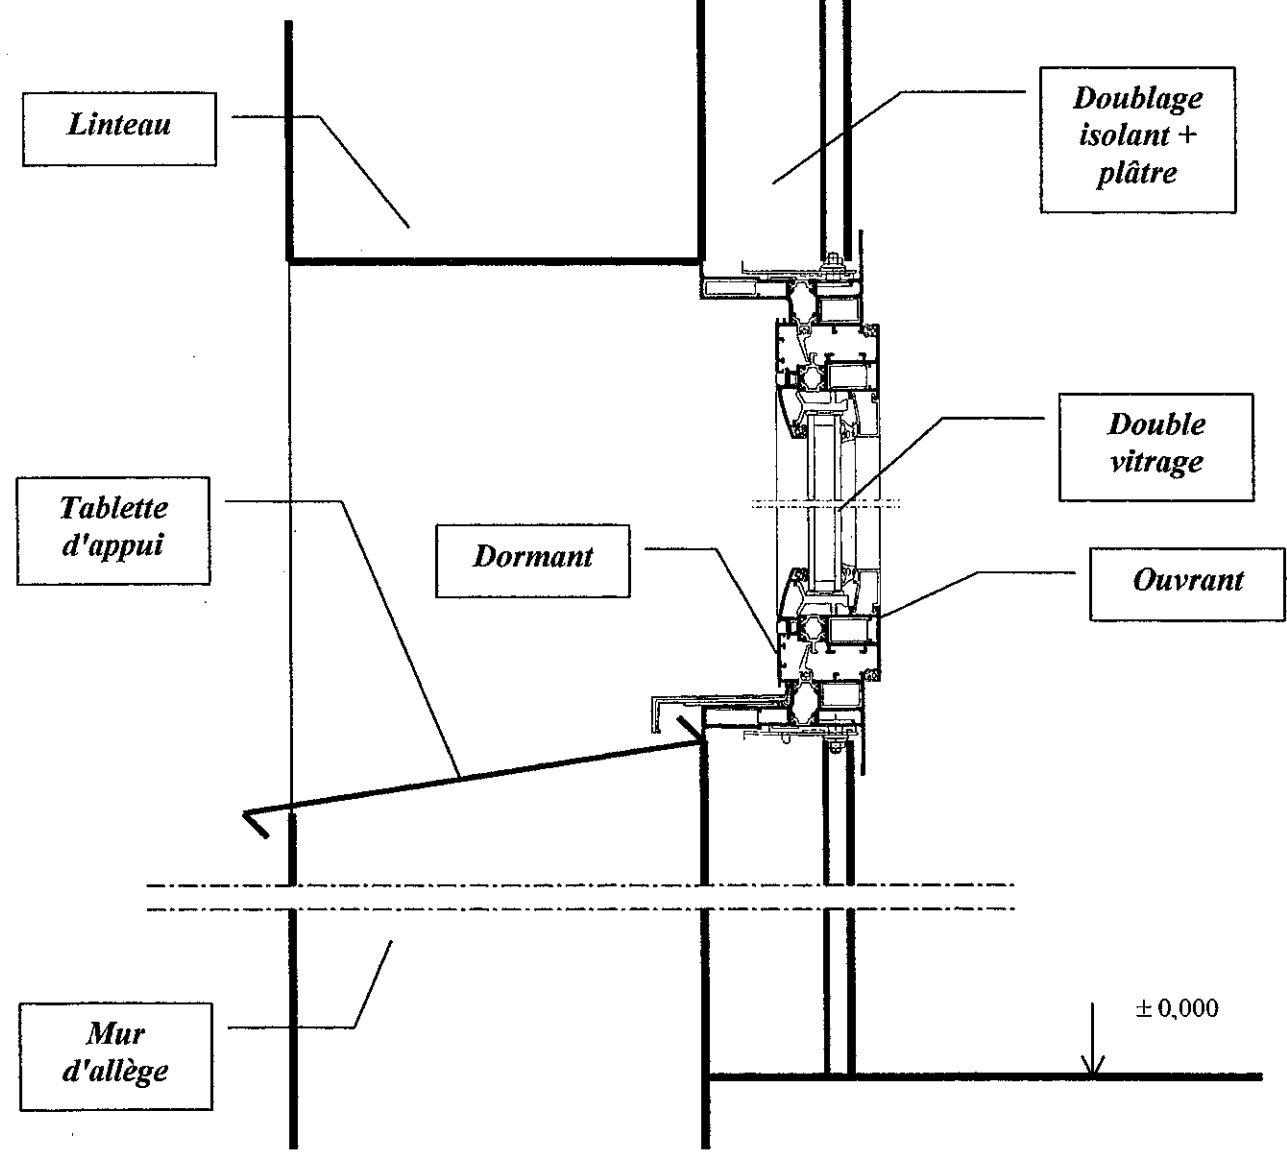 Linteau
Doublage
isolant +
plâtre
Double
vitrage
Tablette
d'appui
Dormant
Ouvrant
± 0,000
Mur
d'allège